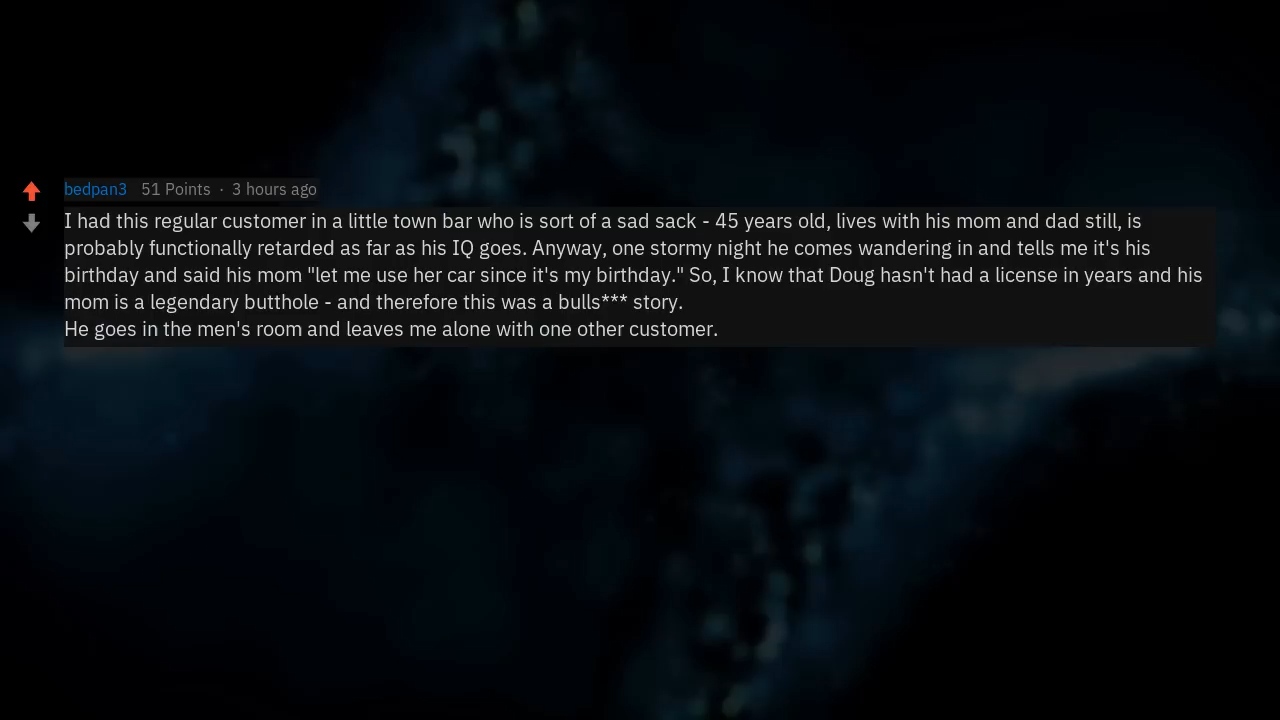 bedpan3 51 Points · 3 hours ago
I had this regular customer in a little town bar who is sort of a sad sack - 45 years old, lives with his mom and dad still, is
probably functionally retarded as far as his IQ goes. Anyway, one stormy night he comes wandering in and tells me it's his
birthday and said his mom "let me use her car since it's my birthday." So, I know that Doug hasn't had a license in years and his
mom is a legendary butthole - and therefore this was a bulls*** story.
He goes in the men's room and leaves me alone with one other customer.